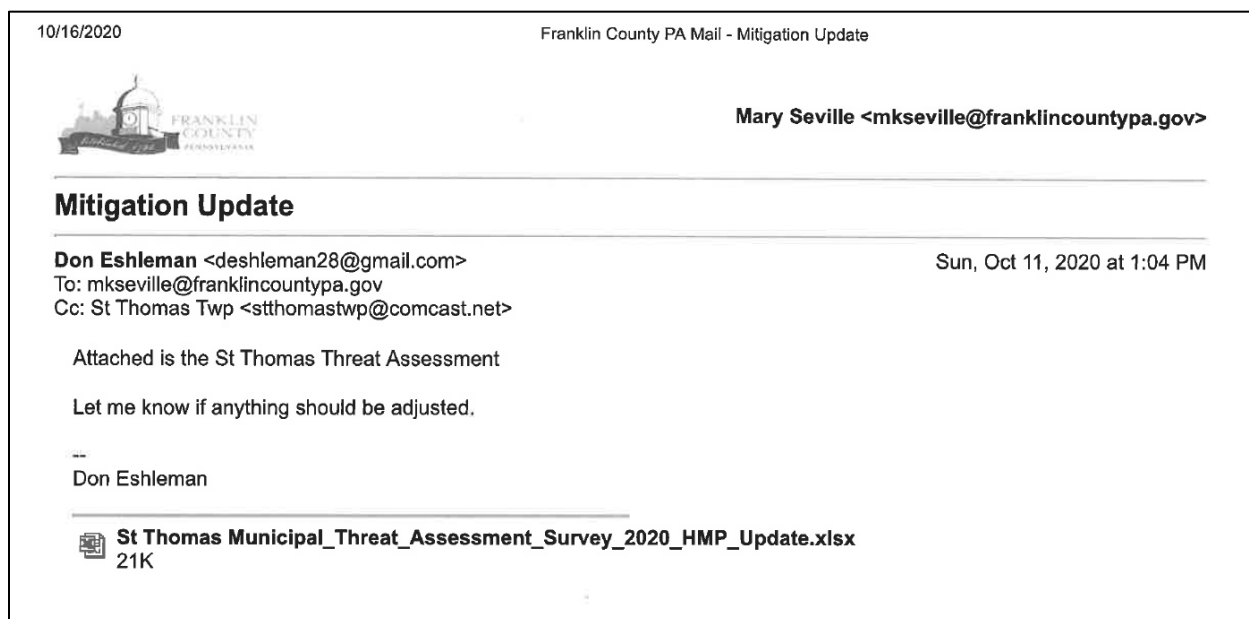 10/16/2020
Franklin County PA Mail - Mitigation Update
FRANKLIN
COUNTY
PENNSYLVANIA
Mary Seville <mkseville@franklincountypa.gov>
Mitigation Update
Don Eshleman <deshleman28@gmail.com>
Sun, Oct 11, 2020 at 1:04 PM
To: mkseville@franklincountypa.gov
Cc: St Thomas Twp <stthomastwp@comcast.net>
Attached is the St Thomas Threat Assessment
Let me know if anything should be adjusted.
--
Don Eshleman
St Thomas Municipal_Threat_Assessment_Survey_2020_HMP_Update.xlsx
21K